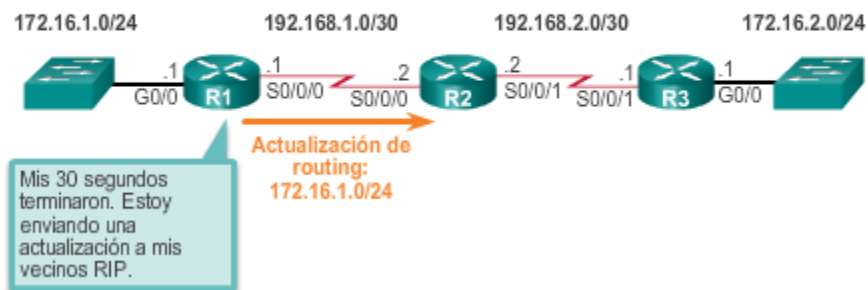 172.16.1.0/24
192.168.1.0/30
192.168.2.0/30
172.16.2.0/24
.1
G0/0
R1
.1
S0/0/0
.2
S0/0/0
R2
.2
S0/0/1
.1
S0/0/1
R3
.1
G0/0
Actualización de
routing:
172.16.1.0/24
Mis 30 segundos
terminaron. Estoy
enviando una
actualización a mis
vecinos RIP.